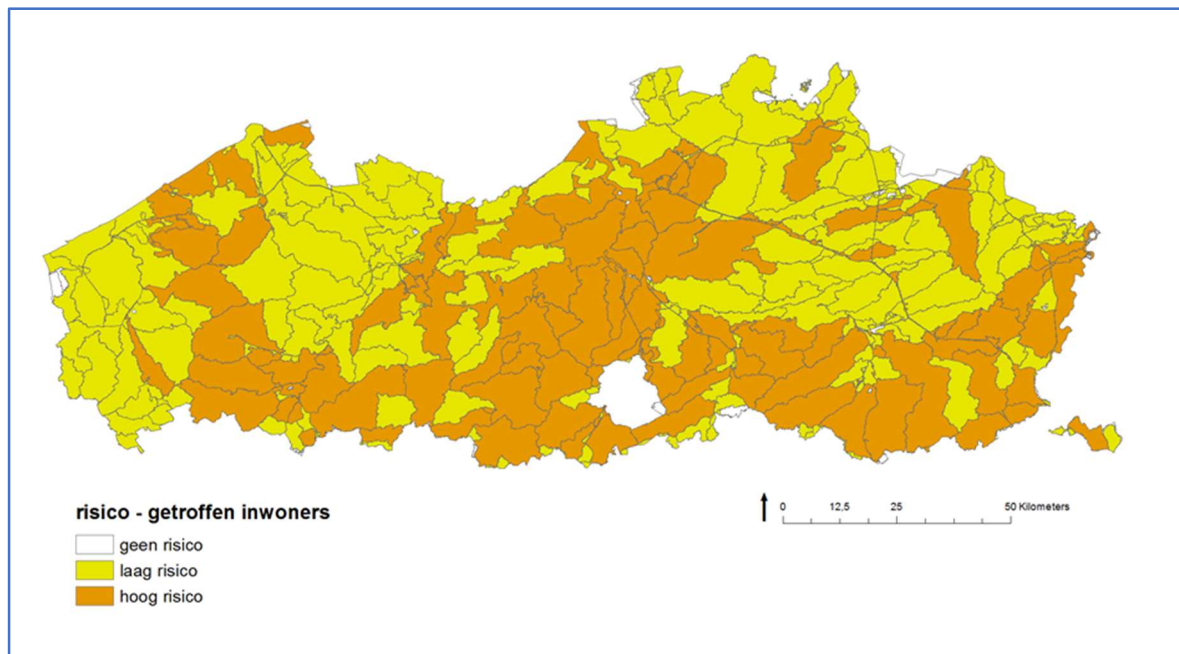 risico - getroffen inwoners
geen risico
laag risico
hoog risico
0 12,5 25 50 Kilometers